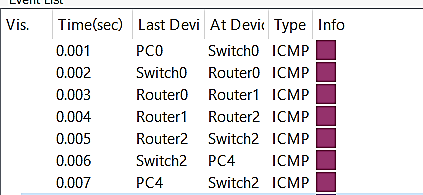 Event List
Vis. Time(sec) Last Devi At Devic Type Info
0.001 PC0 Switch0 ICMP
0.002 Switch0 Router0 ICMP
0.003 Router0 Router1 ICMP
0.004 Router1 Router2 ICMP
0.005 Router2 Switch2 ICMP
0.006 Switch2 PC4 ICMP
0.007 PC4 Switch2 ICMP